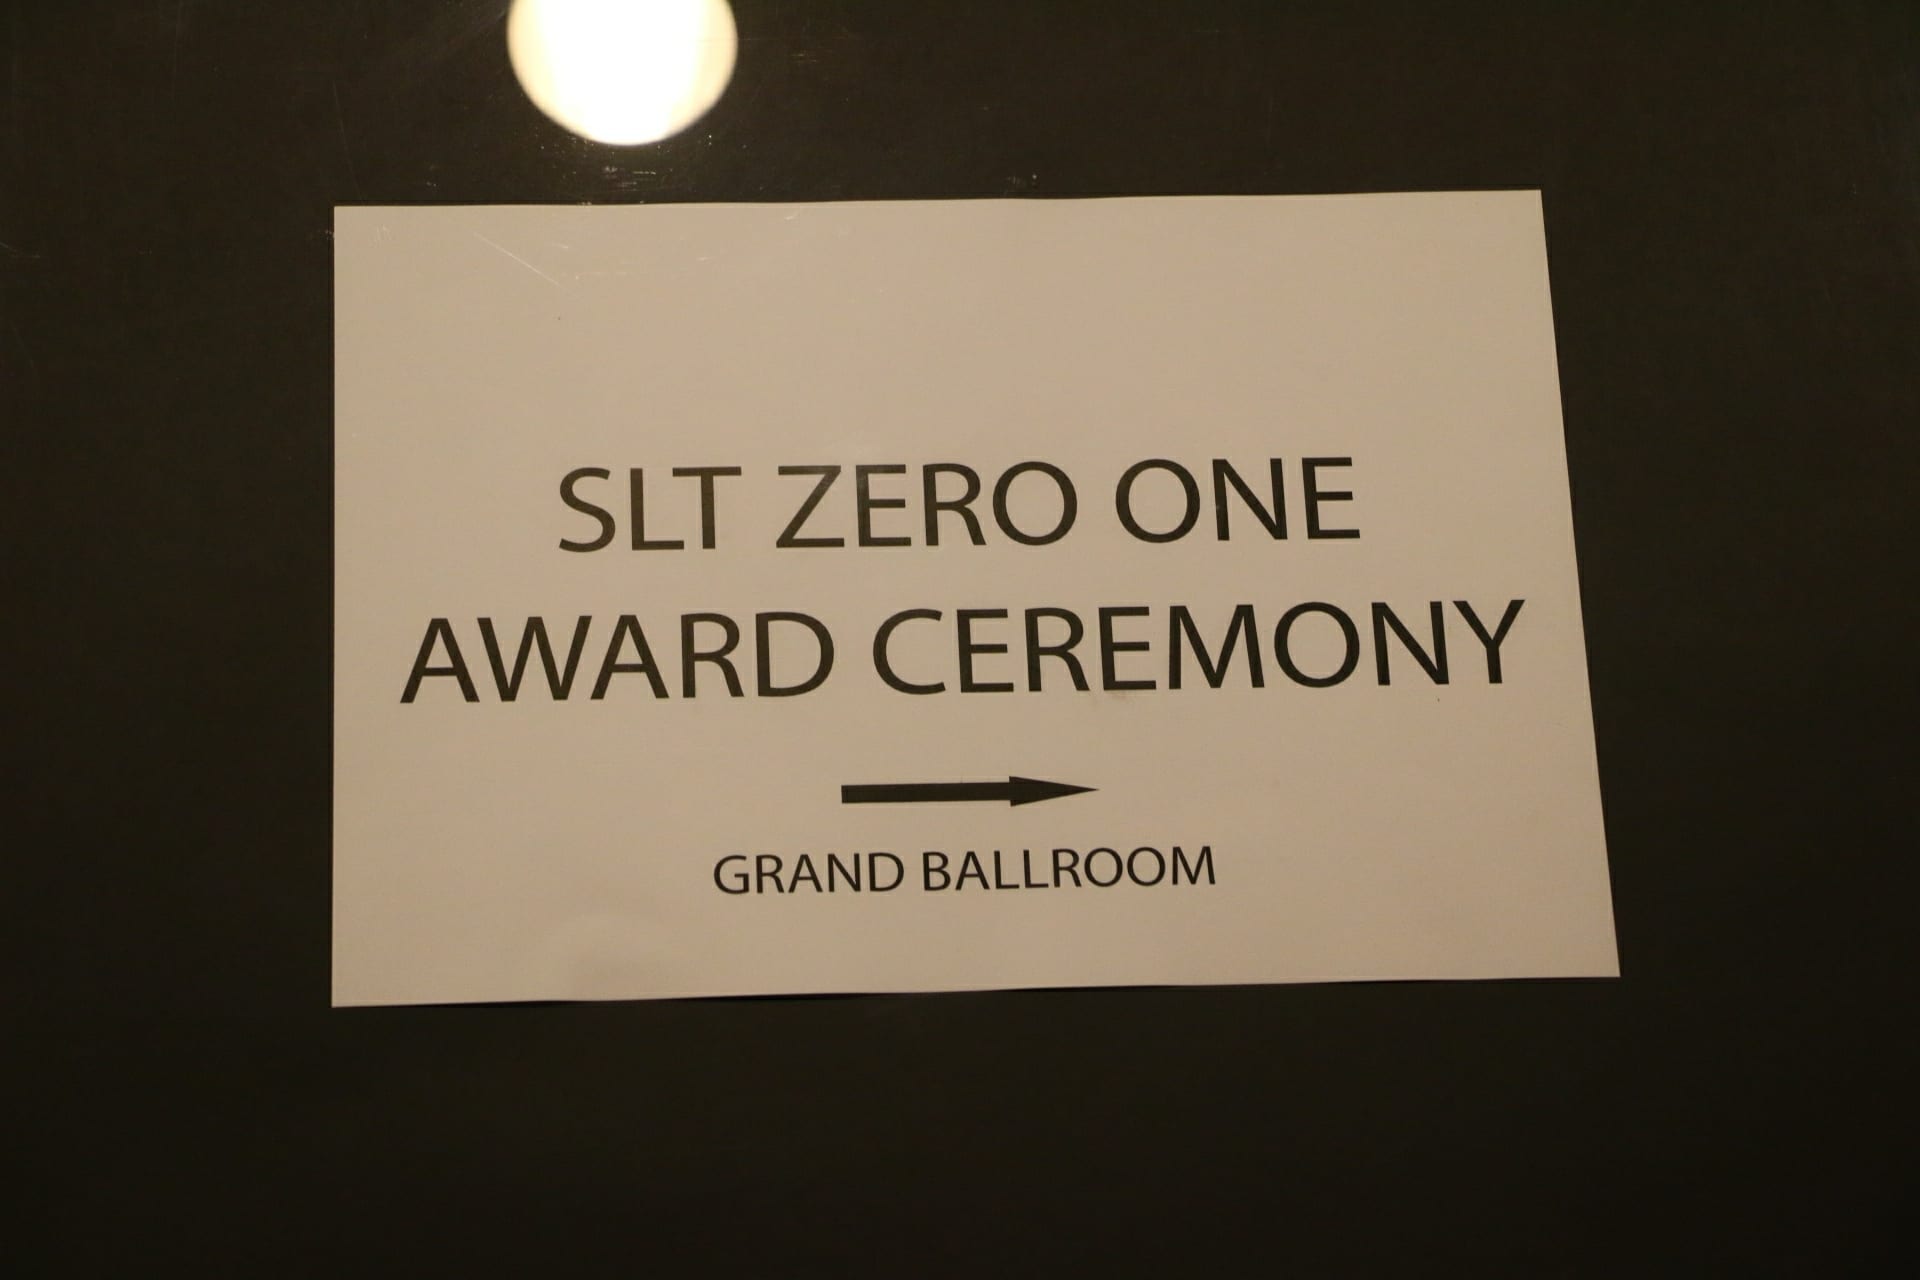 SLT ZERO ONE
AWARD CEREMONY
GRAND BALLROOM